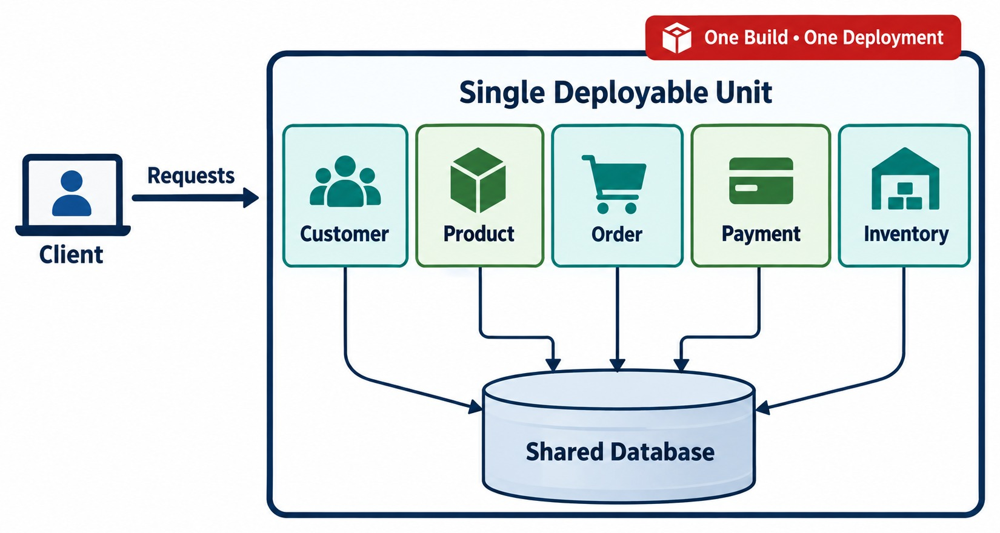 One Build • One Deployment
Single Deployable Unit
Requests
Client
Customer
Product
Order
Payment
Inventory
Shared Database